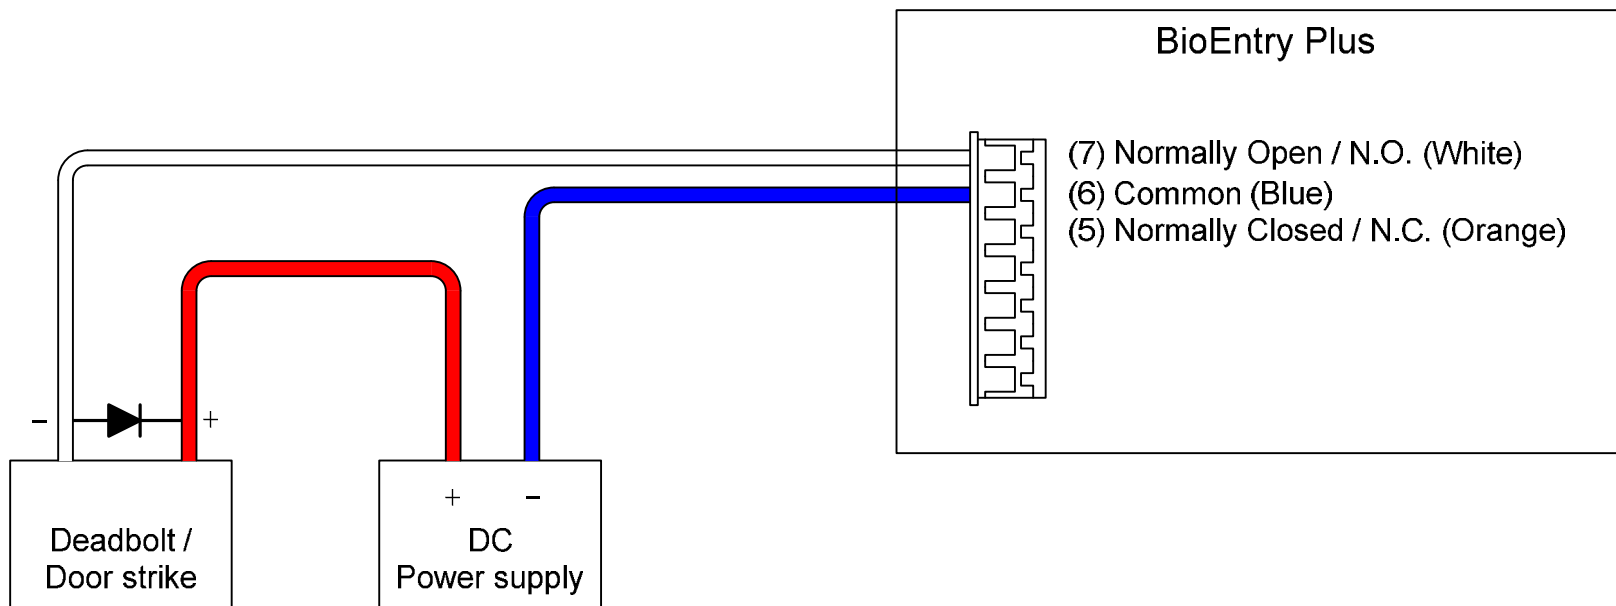 BioEntry Plus
(7) Normally Open / N.O. (White)
(6) Common (Blue)
(5) Normally Closed / N.C. (Orange)
− +
+ −
Deadbolt /
Door strike
DC
Power supply